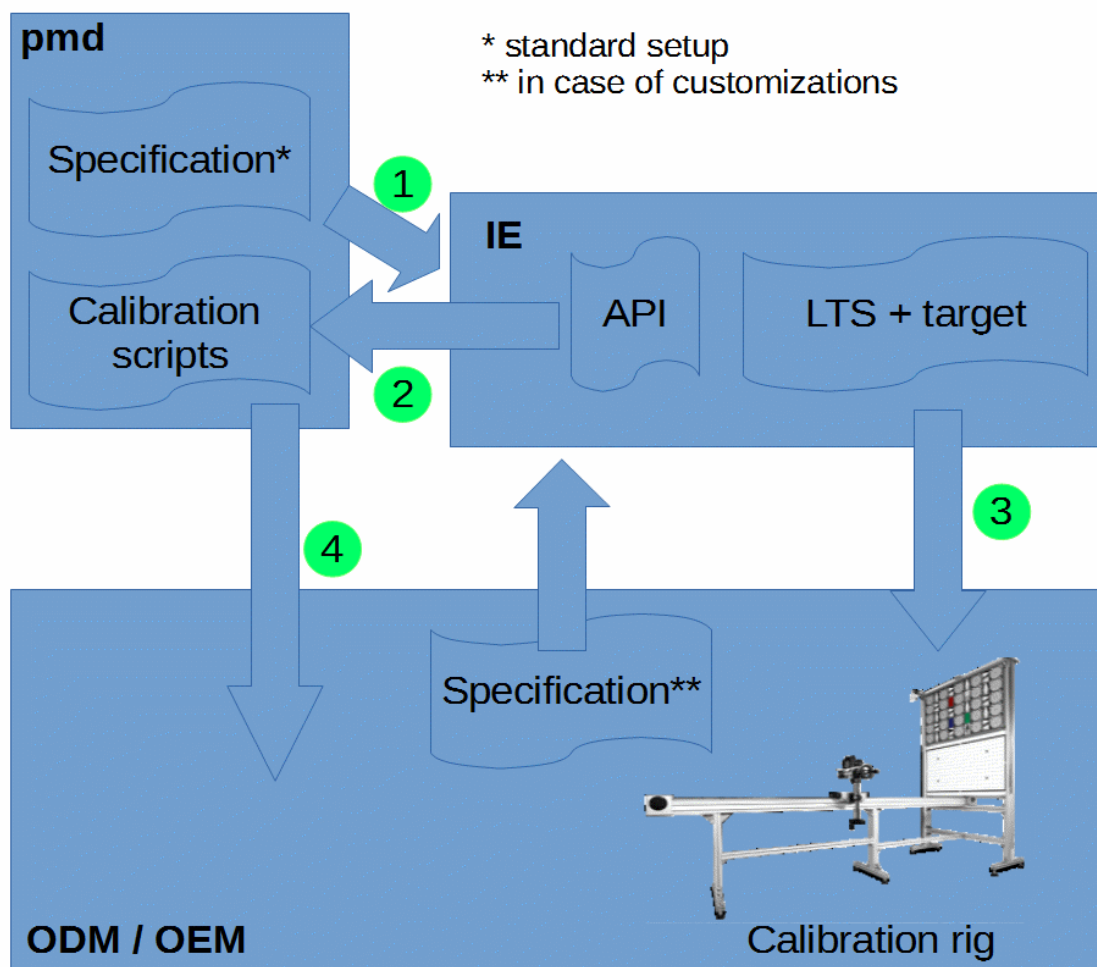 pmd
* standard setup
** in case of customizations
Specification*
1
IE
Calibration
scripts
API
LTS + target
2
3
4
Specification**
ODM / OEM
Calibration rig